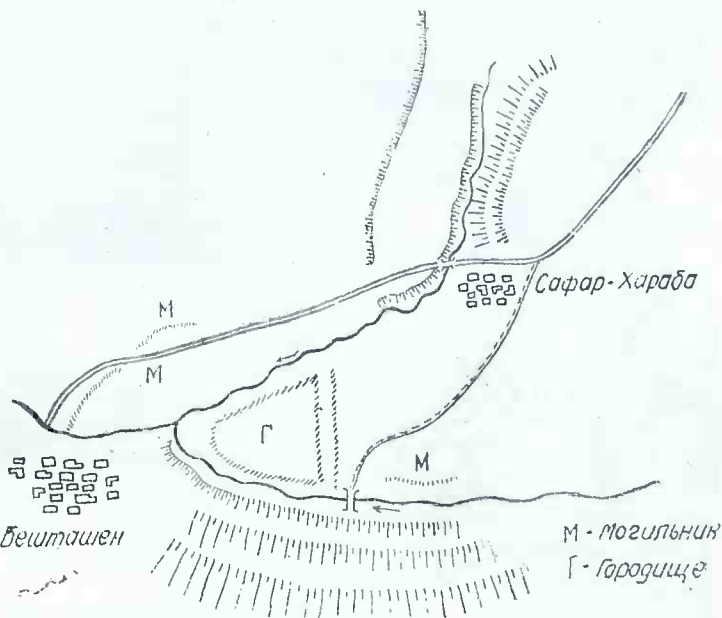 Сафар-Хараба
М
М
Г
М
Бешташен
М - Могильник
Г - Городище